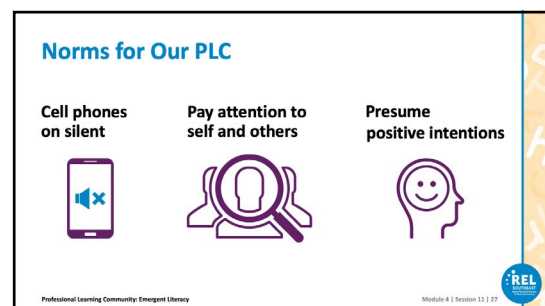 Norms for Our PLC
Cell phones
on silent
Pay attention to
self and others
Presume
positive intentions
Professional Learning Community: Emergent Literacy
Module 4 | Session 11 | 27
REL
SOUTHEAST